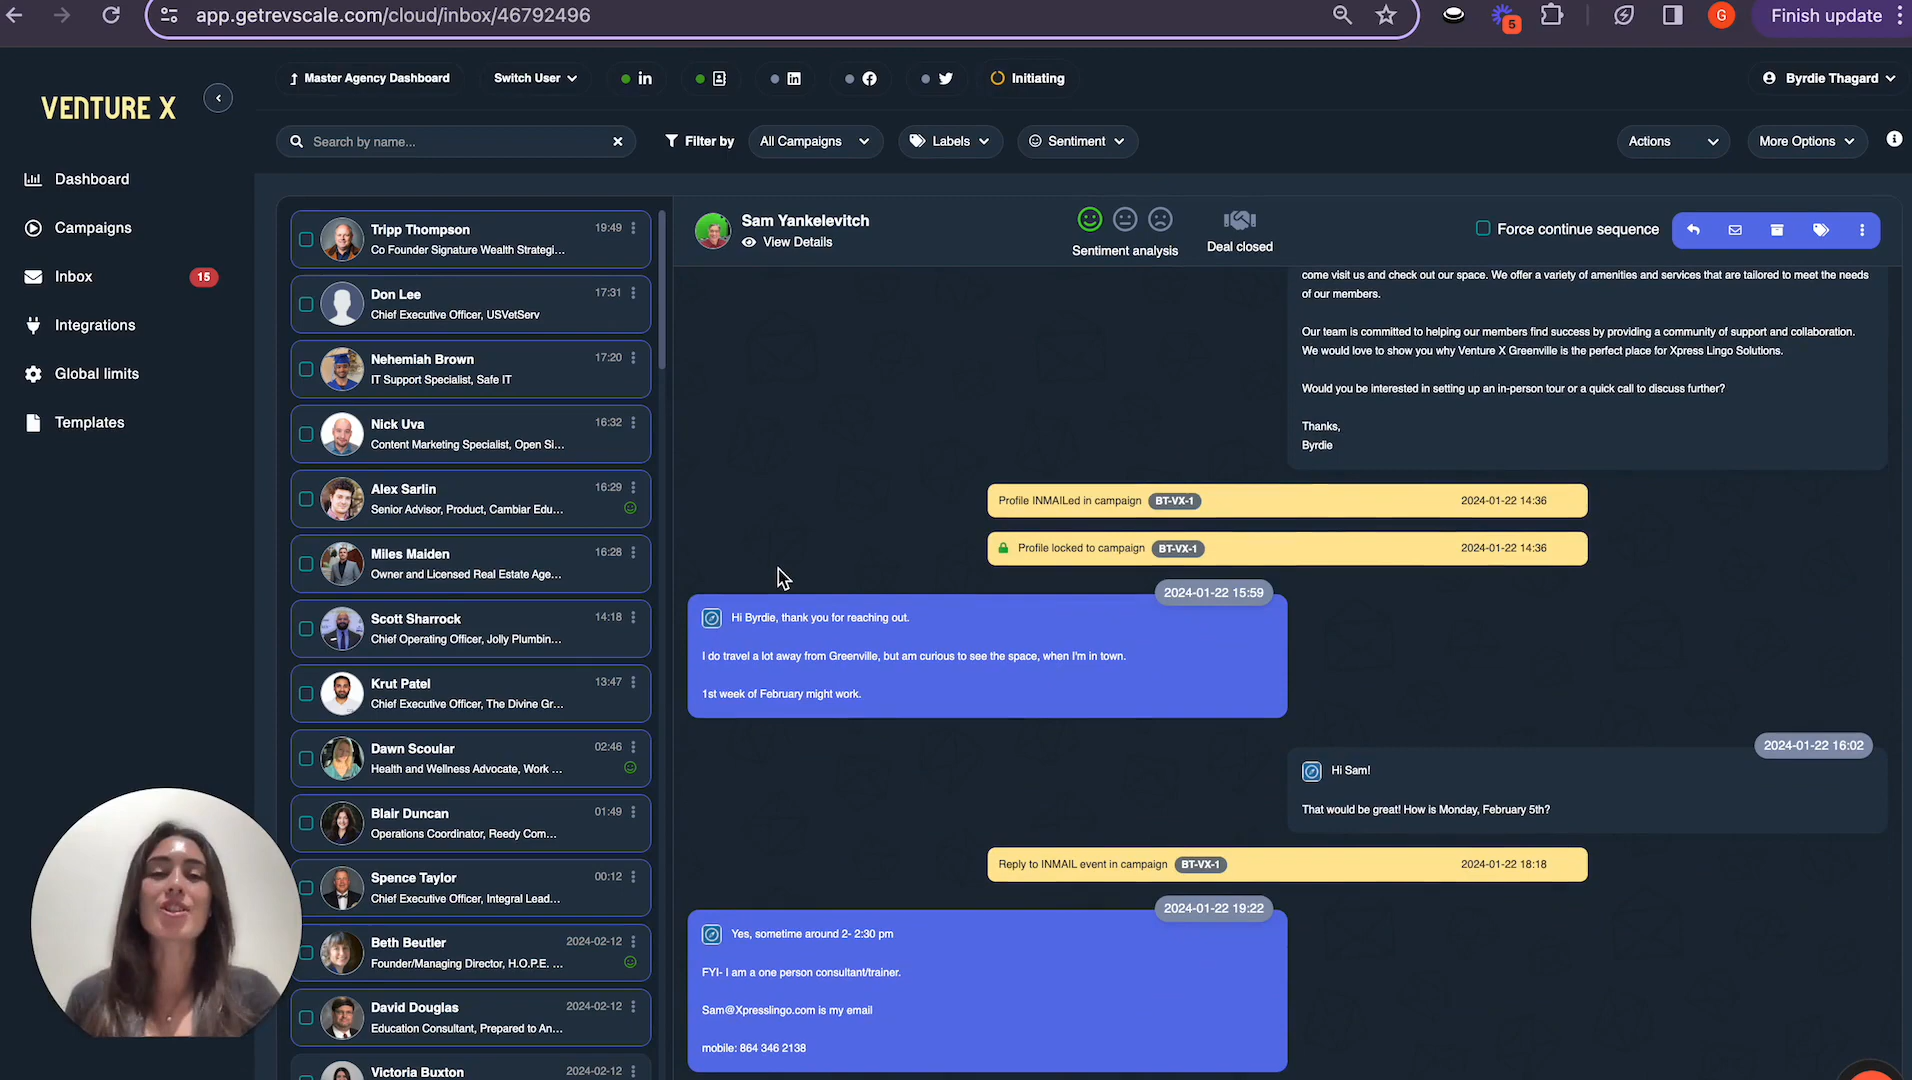 app.getrevscale.com/cloud/inbox/46792496
5
G
Finish update
Master Agency Dashboard
Switch User
Initiating
Byrdie Thagard
VENTURE X
Search by name...
Filter by
All Campaigns
Labels
Sentiment
Actions
More Options
Dashboard
Campaigns
Inbox
15
Integrations
Global limits
Templates
Tripp Thompson
19:49
Co Founder Signature Wealth Strategi...
Don Lee
17:31
Chief Executive Officer, USVetServ
Nehemiah Brown
17:20
IT Support Specialist, Safe IT
Nick Uva
16:32
Content Marketing Specialist, Open Si...
Alex Sarlin
16:29
Senior Advisor, Product, Cambiar Edu...
Miles Maiden
16:28
Owner and Licensed Real Estate Age...
Scott Sharrock
14:18
Chief Operating Officer, Jolly Plumbin...
Krut Patel
13:47
Chief Executive Officer, The Divine Gr...
Dawn Scoular
02:46
Health and Wellness Advocate, Work ...
Blair Duncan
01:49
Operations Coordinator, Reedy Com...
Spence Taylor
00:12
Chief Executive Officer, Integral Lead...
Beth Beutler
2024-02-12
Founder/Managing Director, H.O.P.E. ...
David Douglas
2024-02-12
Education Consultant, Prepared to An...
Victoria Buxton
2024-02-12
Sam Yankelevitch
View Details
Sentiment analysis
Deal closed
Force continue sequence
come visit us and check out our space. We offer a variety of amenities and services that are tailored to meet the needs
of our members.
Our team is committed to helping our members find success by providing a community of support and collaboration.
We would love to show you why Venture X Greenville is the perfect place for Xpress Lingo Solutions.
Would you be interested in setting up an in-person tour or a quick call to discuss further?
Thanks,
Byrdie
Profile INMAILed in campaign BT-VX-1 2024-01-22 14:36
Profile locked to campaign BT-VX-1 2024-01-22 14:36
2024-01-22 15:59
Hi Byrdie, thank you for reaching out.
I do travel a lot away from Greenville, but am curious to see the space, when I'm in town.
1st week of February might work.
2024-01-22 16:02
Hi Sam!
That would be great! How is Monday, February 5th?
Reply to INMAIL event in campaign BT-VX-1 2024-01-22 18:18
2024-01-22 19:22
Yes, sometime around 2- 2:30 pm
FYI- I am a one person consultant/trainer.
Sam@Xpresslingo.com is my email
mobile: 864 346 2138